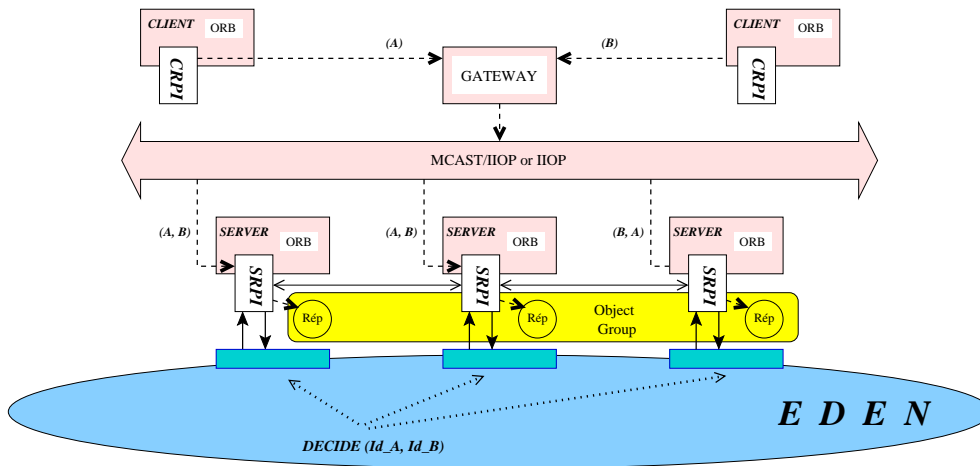 CLIENT ORB
CLIENT ORB
(A)
(B)
CRPI
GATEWAY
CRPI
MCAST/IIOP or IIOP
(A, B)
(A, B)
(B, A)
SERVER ORB
SERVER ORB
SERVER ORB
SRPI
SRPI
SRPI
Rép
Rép
Object
Group
Rép
E D E N
DECIDE (Id_A, Id_B)